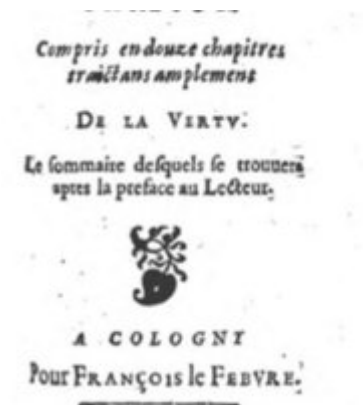 Compris en douze chapitres
traictans amplement
DE LA VERTV.
Le sommaire desquels se trouuera
apres la preface au Lecteur.
A COLOGNY
Pour FRANÇOIS le FEBVRE.